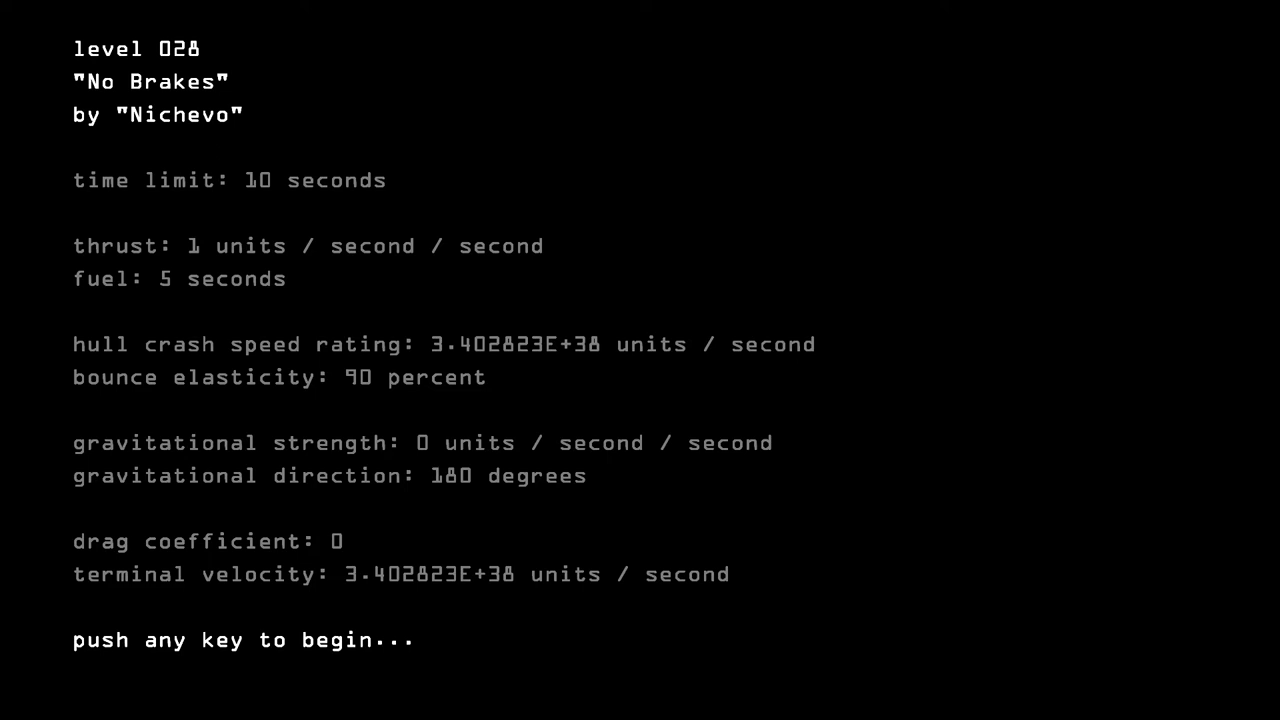 level 028
"No Brakes"
by "Nichevo"
time limit: 10 seconds
thrust: 1 units / second / second
fuel: 5 seconds
hull crash speed rating: 3.402823E+38 units / second
bounce elasticity: 90 percent
gravitational strength: 0 units / second / second
gravitational direction: 180 degrees
drag coefficient: 0
terminal velocity: 3.402823E+38 units / second
push any key to begin...